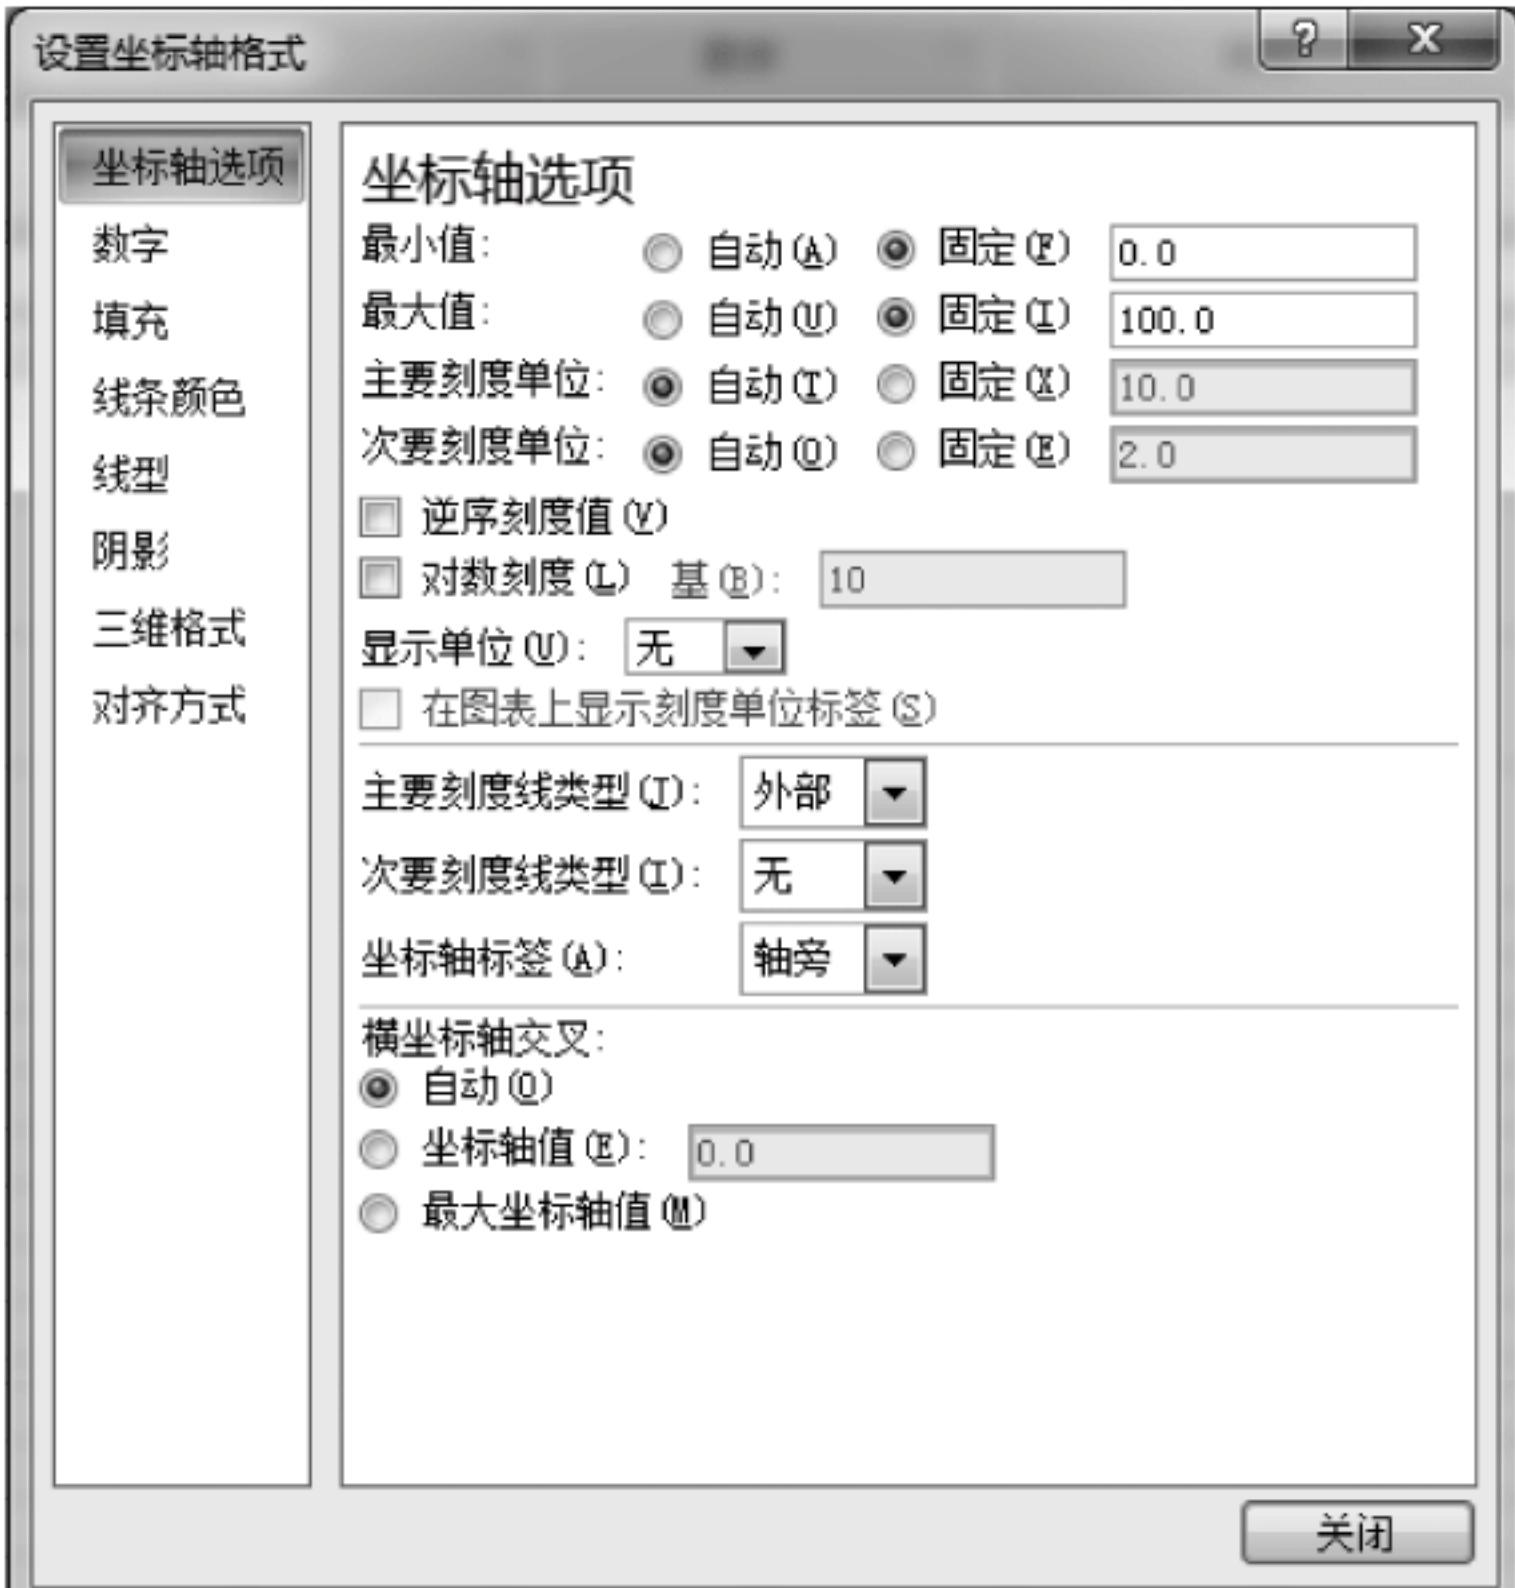 设置坐标轴格式
坐标轴选项
数字
填充
线条颜色
线型
阴影
三维格式
对齐方式
坐标轴选项
最小值: 自动(A) 固定(F) 0.0
最大值: 自动(U) 固定(I) 100.0
主要刻度单位: 自动(T) 固定(X) 10.0
次要刻度单位: 自动(O) 固定(E) 2.0
逆序刻度值(V)
对数刻度(L) 基(B): 10
显示单位(U): 无
在图表上显示刻度单位标签(S)
主要刻度线类型(J): 外部
次要刻度线类型(I): 无
坐标轴标签(A): 轴旁
横坐标轴交叉:
自动(O)
坐标轴值(E): 0.0
最大坐标轴值(M)
关闭